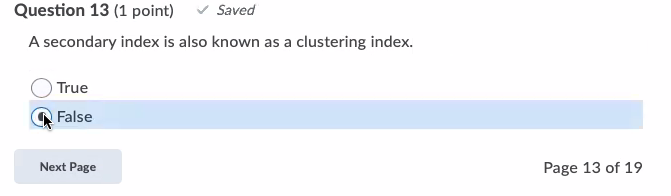 Question 13 (1 point) ✓ Saved
A secondary index is also known as a clustering index.
True
False
Next Page
Page 13 of 19